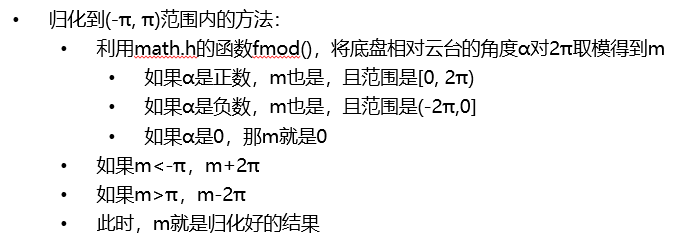 • 归化到(-π, π)范围内的方法：
• 利用math.h的函数fmod()，将底盘相对云台的角度α对2π取模得到m
• 如果α是正数，m也是，且范围是[0, 2π)
• 如果α是负数，m也是，且范围是(-2π,0]
• 如果α是0，那m就是0
• 如果m<-π，m+2π
• 如果m>π，m-2π
• 此时，m就是归化好的结果